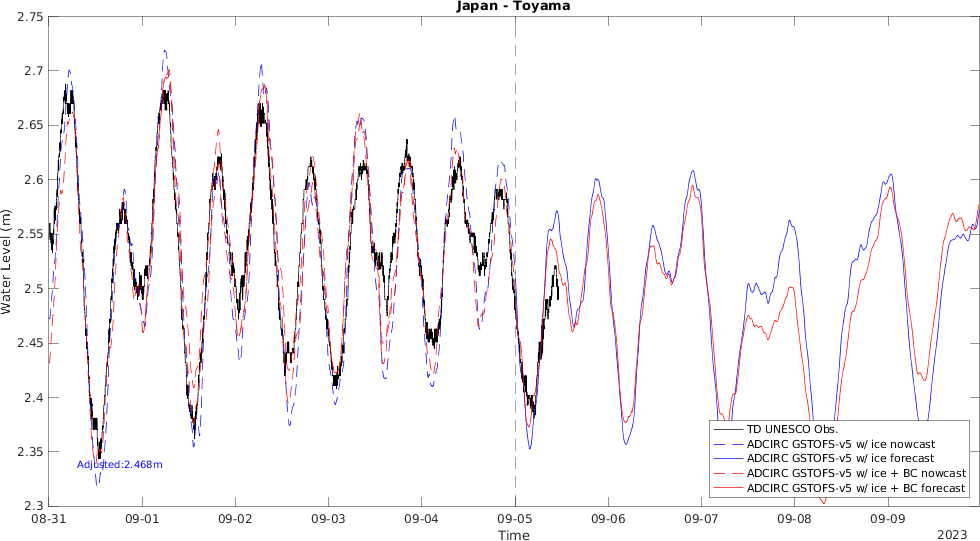 Japan - Toyama
2.75
2.7
2.65
2.6
2.55
2.5
2.45
2.4
2.35
2.3
Water Level (m)
Adjusted:2.468m
TD UNESCO Obs.
ADCIRC GSTOFS-v5 w/ ice nowcast
ADCIRC GSTOFS-v5 w/ ice forecast
ADCIRC GSTOFS-v5 w/ ice + BC nowcast
ADCIRC GSTOFS-v5 w/ ice + BC forecast
08-31 09-01 09-02 09-03 09-04 09-05 09-06 09-07 09-08 09-09
Time
2023